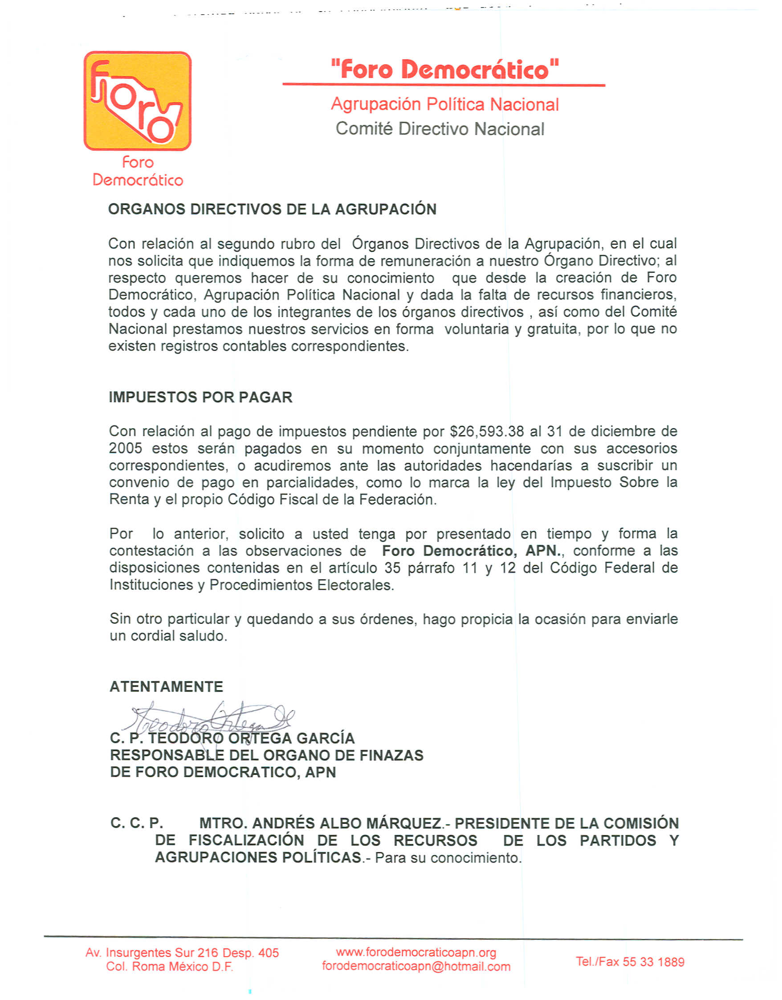 foro
Foro
Democrático
"Foro Democrático"
Agrupación Política Nacional
Comité Directivo Nacional
ORGANOS DIRECTIVOS DE LA AGRUPACIÓN
Con relación al segundo rubro del Órganos Directivos de la Agrupación, en el cual
nos solicita que indiquemos la forma de remuneración a nuestro Órgano Directivo; al
respecto queremos hacer de su conocimiento que desde la creación de Foro
Democrático, Agrupación Política Nacional y dada la falta de recursos financieros,
todos y cada uno de los integrantes de los órganos directivos , así como del Comité
Nacional prestamos nuestros servicios en forma voluntaria y gratuita, por lo que no
existen registros contables correspondientes.
IMPUESTOS POR PAGAR
Con relación al pago de impuestos pendiente por $26,593.38 al 31 de diciembre de
2005 estos serán pagados en su momento conjuntamente con sus accesorios
correspondientes, o acudiremos ante las autoridades hacendarías a suscribir un
convenio de pago en parcialidades, como lo marca la ley del Impuesto Sobre la
Renta y el propio Código Fiscal de la Federación.
Por lo anterior, solicito a usted tenga por presentado en tiempo y forma la
contestación a las observaciones de Foro Democrático, APN., conforme a las
disposiciones contenidas en el artículo 35 párrafo 11 y 12 del Código Federal de
Instituciones y Procedimientos Electorales.
Sin otro particular y quedando a sus órdenes, hago propicia la ocasión para enviarle
un cordial saludo.
ATENTAMENTE
Teodoro Ortega
C. P. TEODORO ORTEGA GARCÍA
RESPONSABLE DEL ORGANO DE FINAZAS
DE FORO DEMOCRATICO, APN
C. C. P. MTRO. ANDRÉS ALBO MÁRQUEZ.- PRESIDENTE DE LA COMISIÓN
DE FISCALIZACIÓN DE LOS RECURSOS DE LOS PARTIDOS Y
AGRUPACIONES POLÍTICAS.- Para su conocimiento.
Av. Insurgentes Sur 216 Desp. 405
Col. Roma México D.F.
www.forodemocraticoapn.org
forodemocraticoapn@hotmail.com
Tel./Fax 55 33 1889